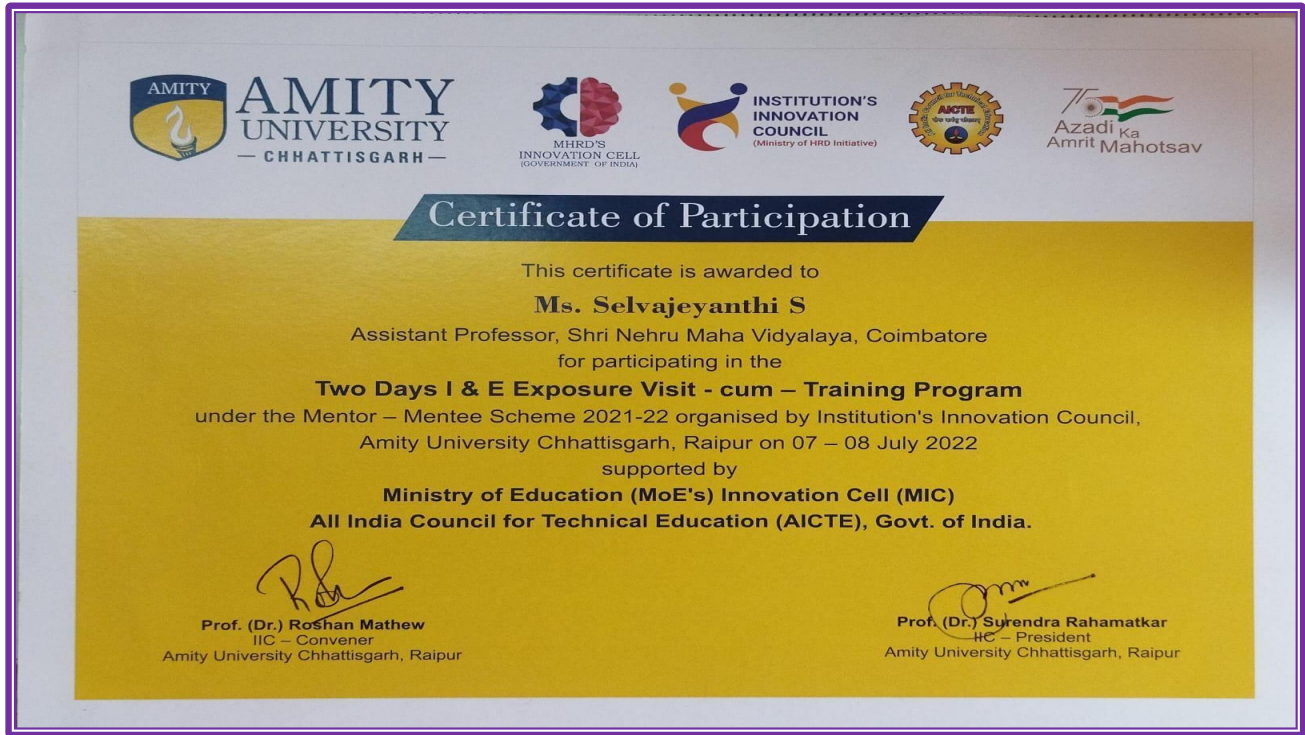 AMITY
AMITY
UNIVERSITY
— CHHATTISGARH —
MHRD'S
INNOVATION CELL
(GOVERNMENT OF INDIA)
INSTITUTION'S
INNOVATION
COUNCIL
(Ministry of HRD Initiative)
AICTE
75
Azadi Ka
Amrit Mahotsav
Certificate of Participation
This certificate is awarded to
Ms. Selvajeyanthi S
Assistant Professor, Shri Nehru Maha Vidyalaya, Coimbatore
for participating in the
Two Days I & E Exposure Visit - cum – Training Program
under the Mentor – Mentee Scheme 2021-22 organised by Institution's Innovation Council,
Amity University Chhattisgarh, Raipur on 07 – 08 July 2022
supported by
Ministry of Education (MoE's) Innovation Cell (MIC)
All India Council for Technical Education (AICTE), Govt. of India.
Prof. (Dr.) Roshan Mathew
IIC – Convener
Amity University Chhattisgarh, Raipur
Prof. (Dr.) Surendra Rahamatkar
IIC – President
Amity University Chhattisgarh, Raipur